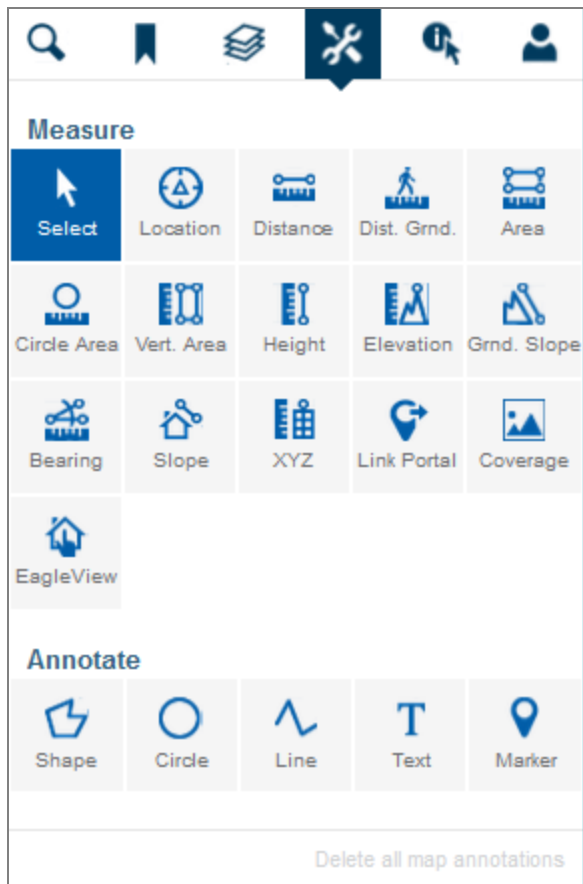 Measure
Select Location Distance Dist. Grnd. Area
Circle Area Vert. Area Height Elevation Grnd. Slope
Bearing Slope XYZ Link Portal Coverage
EagleView
Annotate
Shape Circle Line Text Marker
Delete all map annotations